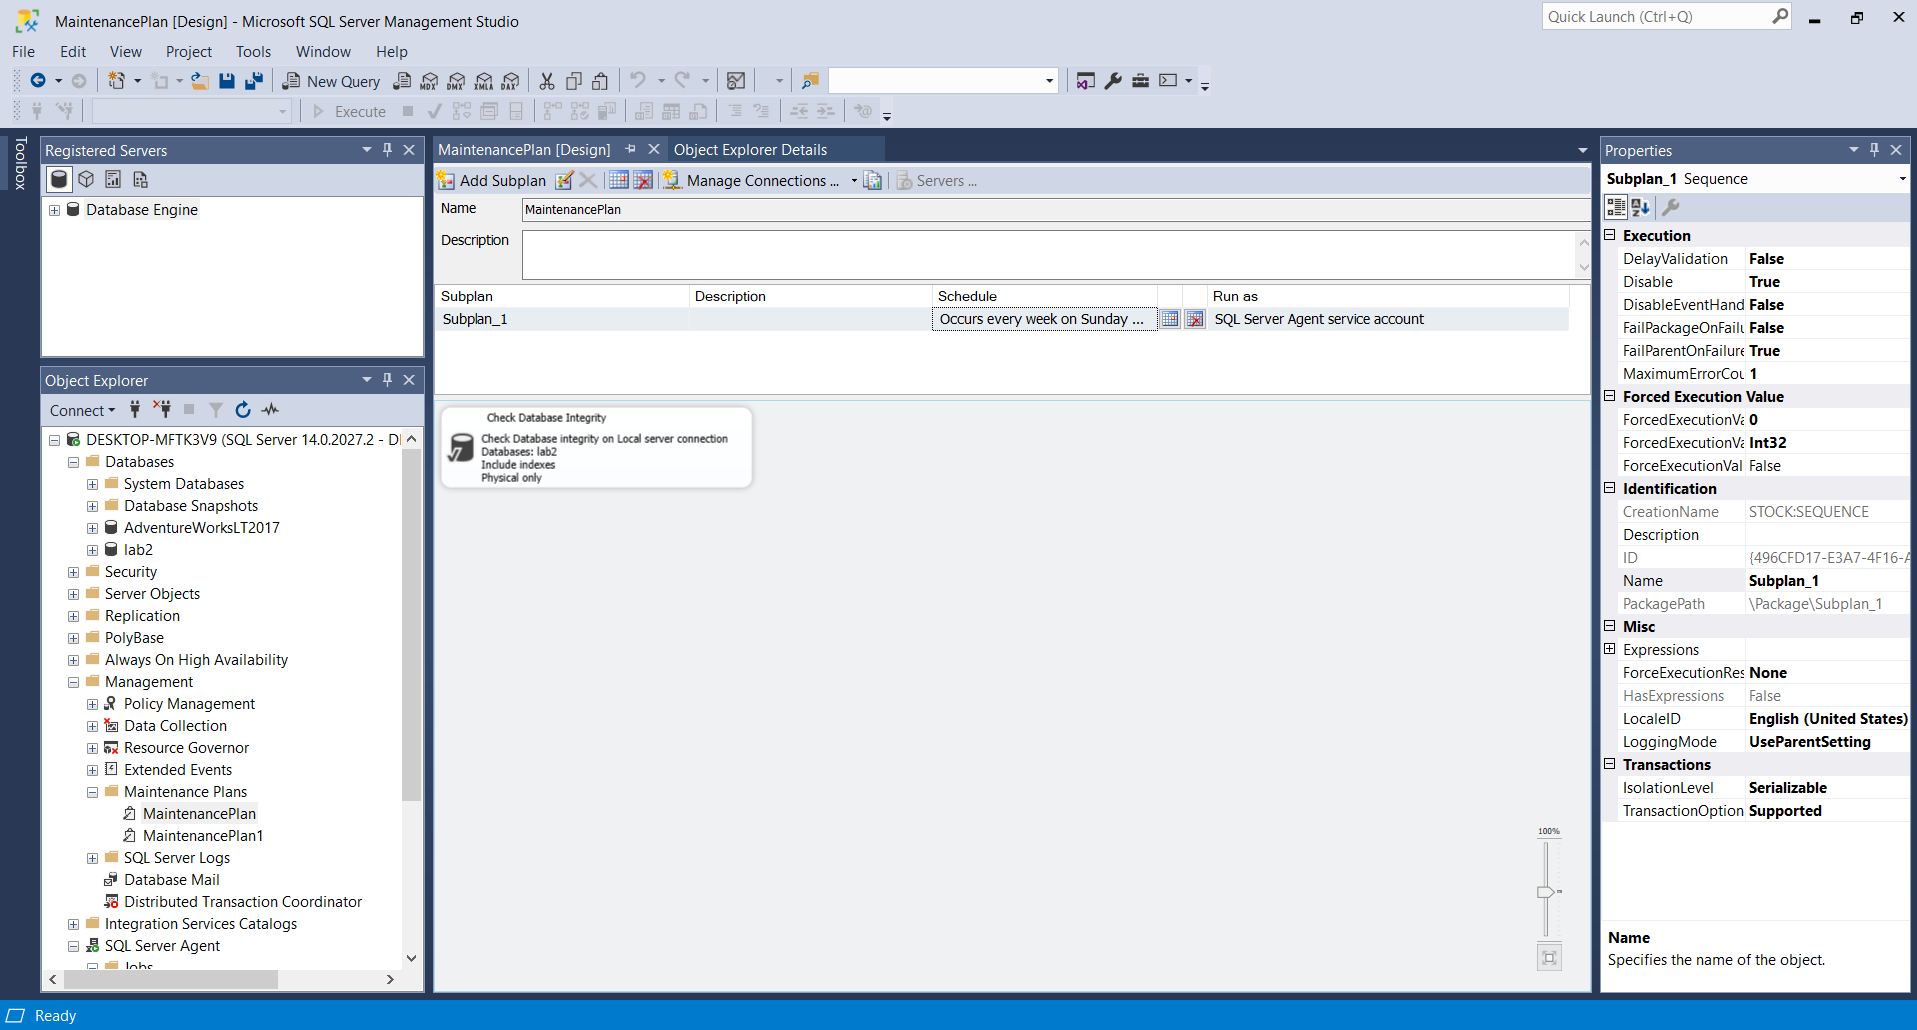 MaintenancePlan [Design] - Microsoft SQL Server Management Studio
Quick Launch (Ctrl+Q)
File Edit View Project Tools Window Help
New Query MDX DMX XMLA DAX
Execute
Toolbox
Registered Servers
Database Engine
Object Explorer
Connect
DESKTOP-MFTK3V9 (SQL Server 14.0.2027.2 - DI
Databases
System Databases
Database Snapshots
AdventureWorksLT2017
lab2
Security
Server Objects
Replication
PolyBase
Always On High Availability
Management
Policy Management
Data Collection
Resource Governor
Extended Events
Maintenance Plans
MaintenancePlan
MaintenancePlan1
SQL Server Logs
Database Mail
Distributed Transaction Coordinator
Integration Services Catalogs
SQL Server Agent
Jobs
MaintenancePlan [Design] Object Explorer Details
Add Subplan Manage Connections ... Servers ...
Name MaintenancePlan
Description
Subplan Description Schedule Run as
Subplan_1 Occurs every week on Sunday ... SQL Server Agent service account
Check Database Integrity
Check Database integrity on Local server connection
Databases: lab2
Include indexes
Physical only
100%
Properties
Subplan_1 Sequence
Execution
DelayValidation False
Disable True
DisableEventHand False
FailPackageOnFailu False
FailParentOnFailure True
MaximumErrorCou 1
Forced Execution Value
ForcedExecutionVa 0
ForcedExecutionVa Int32
ForceExecutionVal False
Identification
CreationName STOCK:SEQUENCE
Description
ID {496CFD17-E3A7-4F16-A
Name Subplan_1
PackagePath \Package\Subplan_1
Misc
Expressions
ForceExecutionRes None
HasExpressions False
LocaleID English (United States)
LoggingMode UseParentSetting
Transactions
IsolationLevel Serializable
TransactionOption Supported
Name
Specifies the name of the object.
Ready